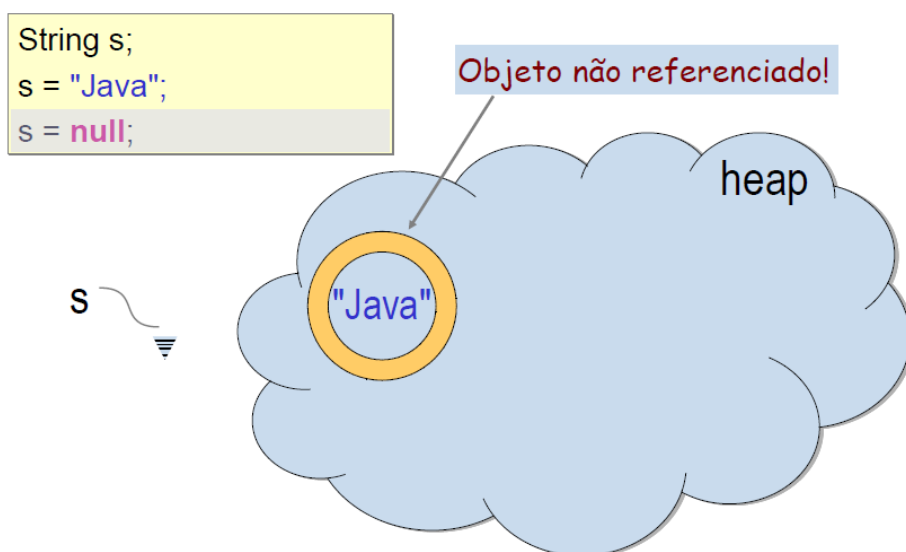 String s;
s = "Java";
s = null;
Objeto não referenciado!
heap
"Java"
s